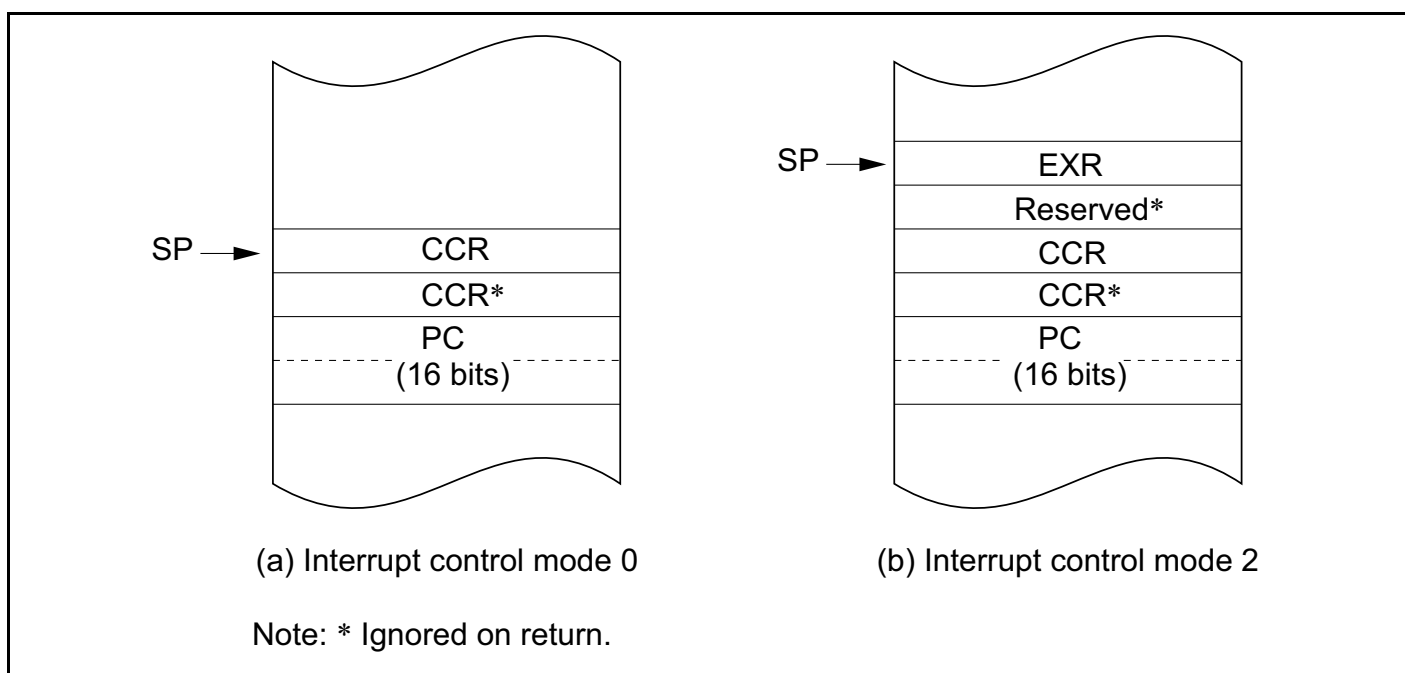 SP
CCR
CCR*
PC
(16 bits)
(a) Interrupt control mode 0
SP
EXR
Reserved*
CCR
CCR*
PC
(16 bits)
(b) Interrupt control mode 2
Note: * Ignored on return.